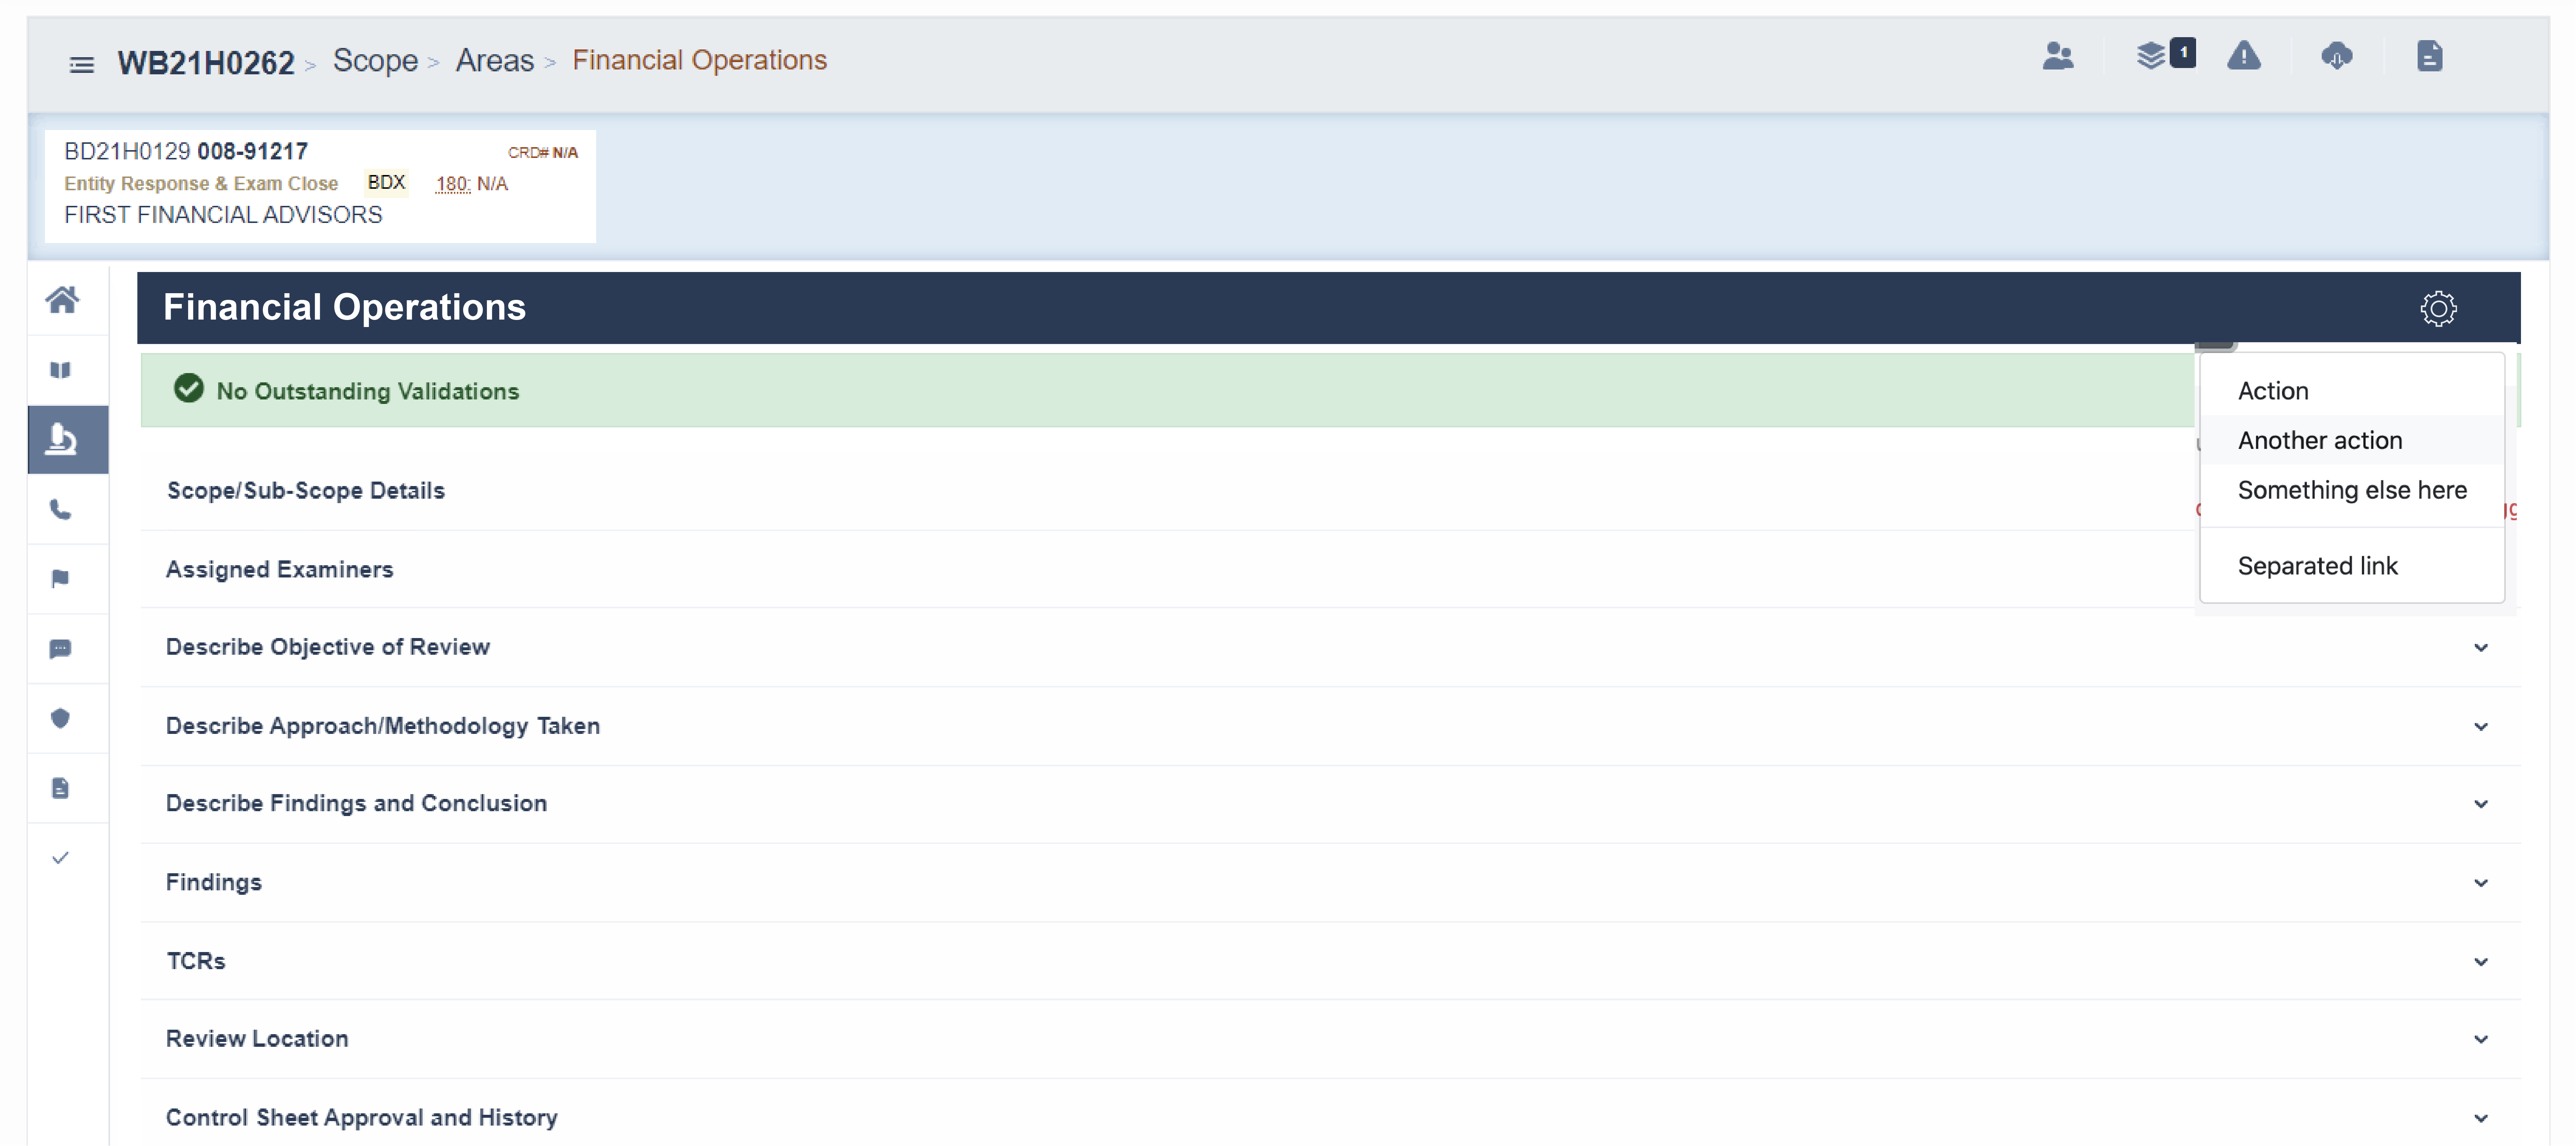 WB21H0262 > Scope > Areas > Financial Operations
1
BD21H0129 008-91217 CRD# N/A
Entity Response & Exam Close BDX 180: N/A
FIRST FINANCIAL ADVISORS
Financial Operations
No Outstanding Validations
Action
Another action
Something else here
Separated link
Scope/Sub-Scope Details
Assigned Examiners
Describe Objective of Review
Describe Approach/Methodology Taken
Describe Findings and Conclusion
Findings
TCRs
Review Location
Control Sheet Approval and History